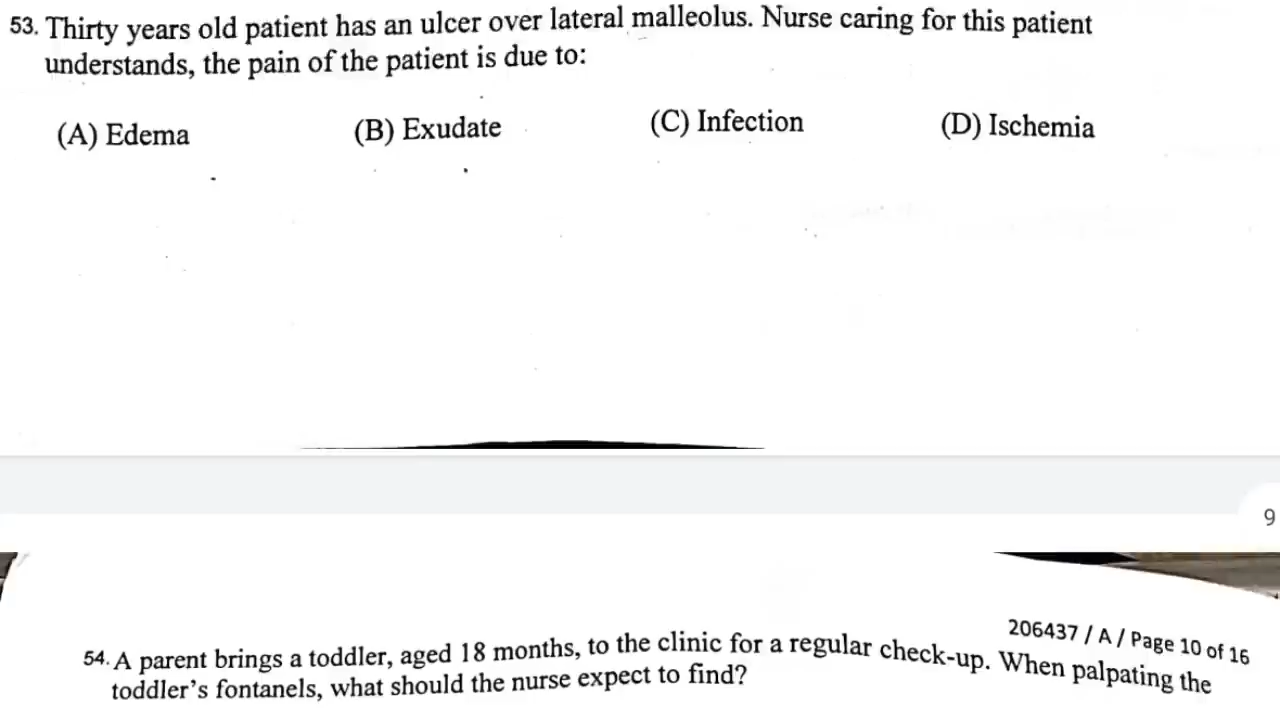 53. Thirty years old patient has an ulcer over lateral malleolus. Nurse caring for this patient
understands, the pain of the patient is due to:
(A) Edema (B) Exudate (C) Infection (D) Ischemia
9
206437 / A / Page 10 of 16
54. A parent brings a toddler, aged 18 months, to the clinic for a regular check-up. When palpating the
toddler's fontanels, what should the nurse expect to find?